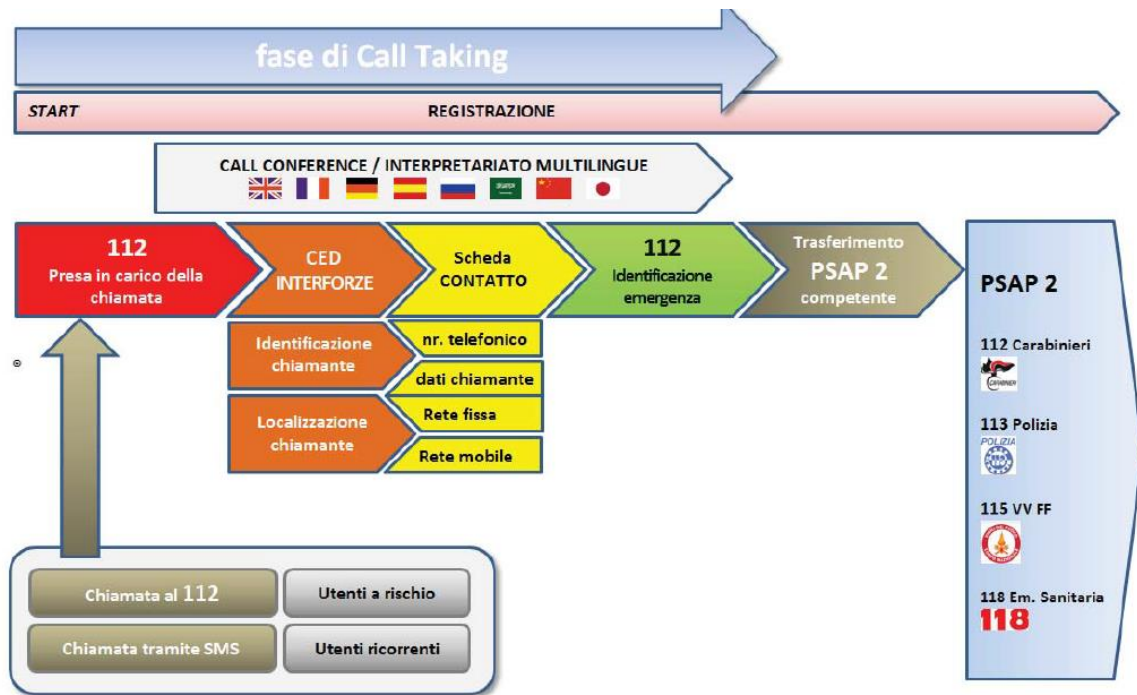 fase di Call Taking
START
REGISTRAZIONE
CALL CONFERENCE / INTERPRETARIATO MULTILINGUE
112
Presa in carico della
chiamata
CED
INTERFORZE
Scheda
CONTATTO
112
Identificazione
emergenza
Trasferimento
PSAP 2
competente
Identificazione
chiamante
nr. telefonico
dati chiamante
Localizzazione
chiamante
Rete fissa
Rete mobile
PSAP 2
112 Carabinieri
113 Polizia
POLIZIA
115 VV FF
118 Em. Sanitaria
118
Chiamata al 112
Utenti a rischio
Chiamata tramite SMS
Utenti ricorrenti